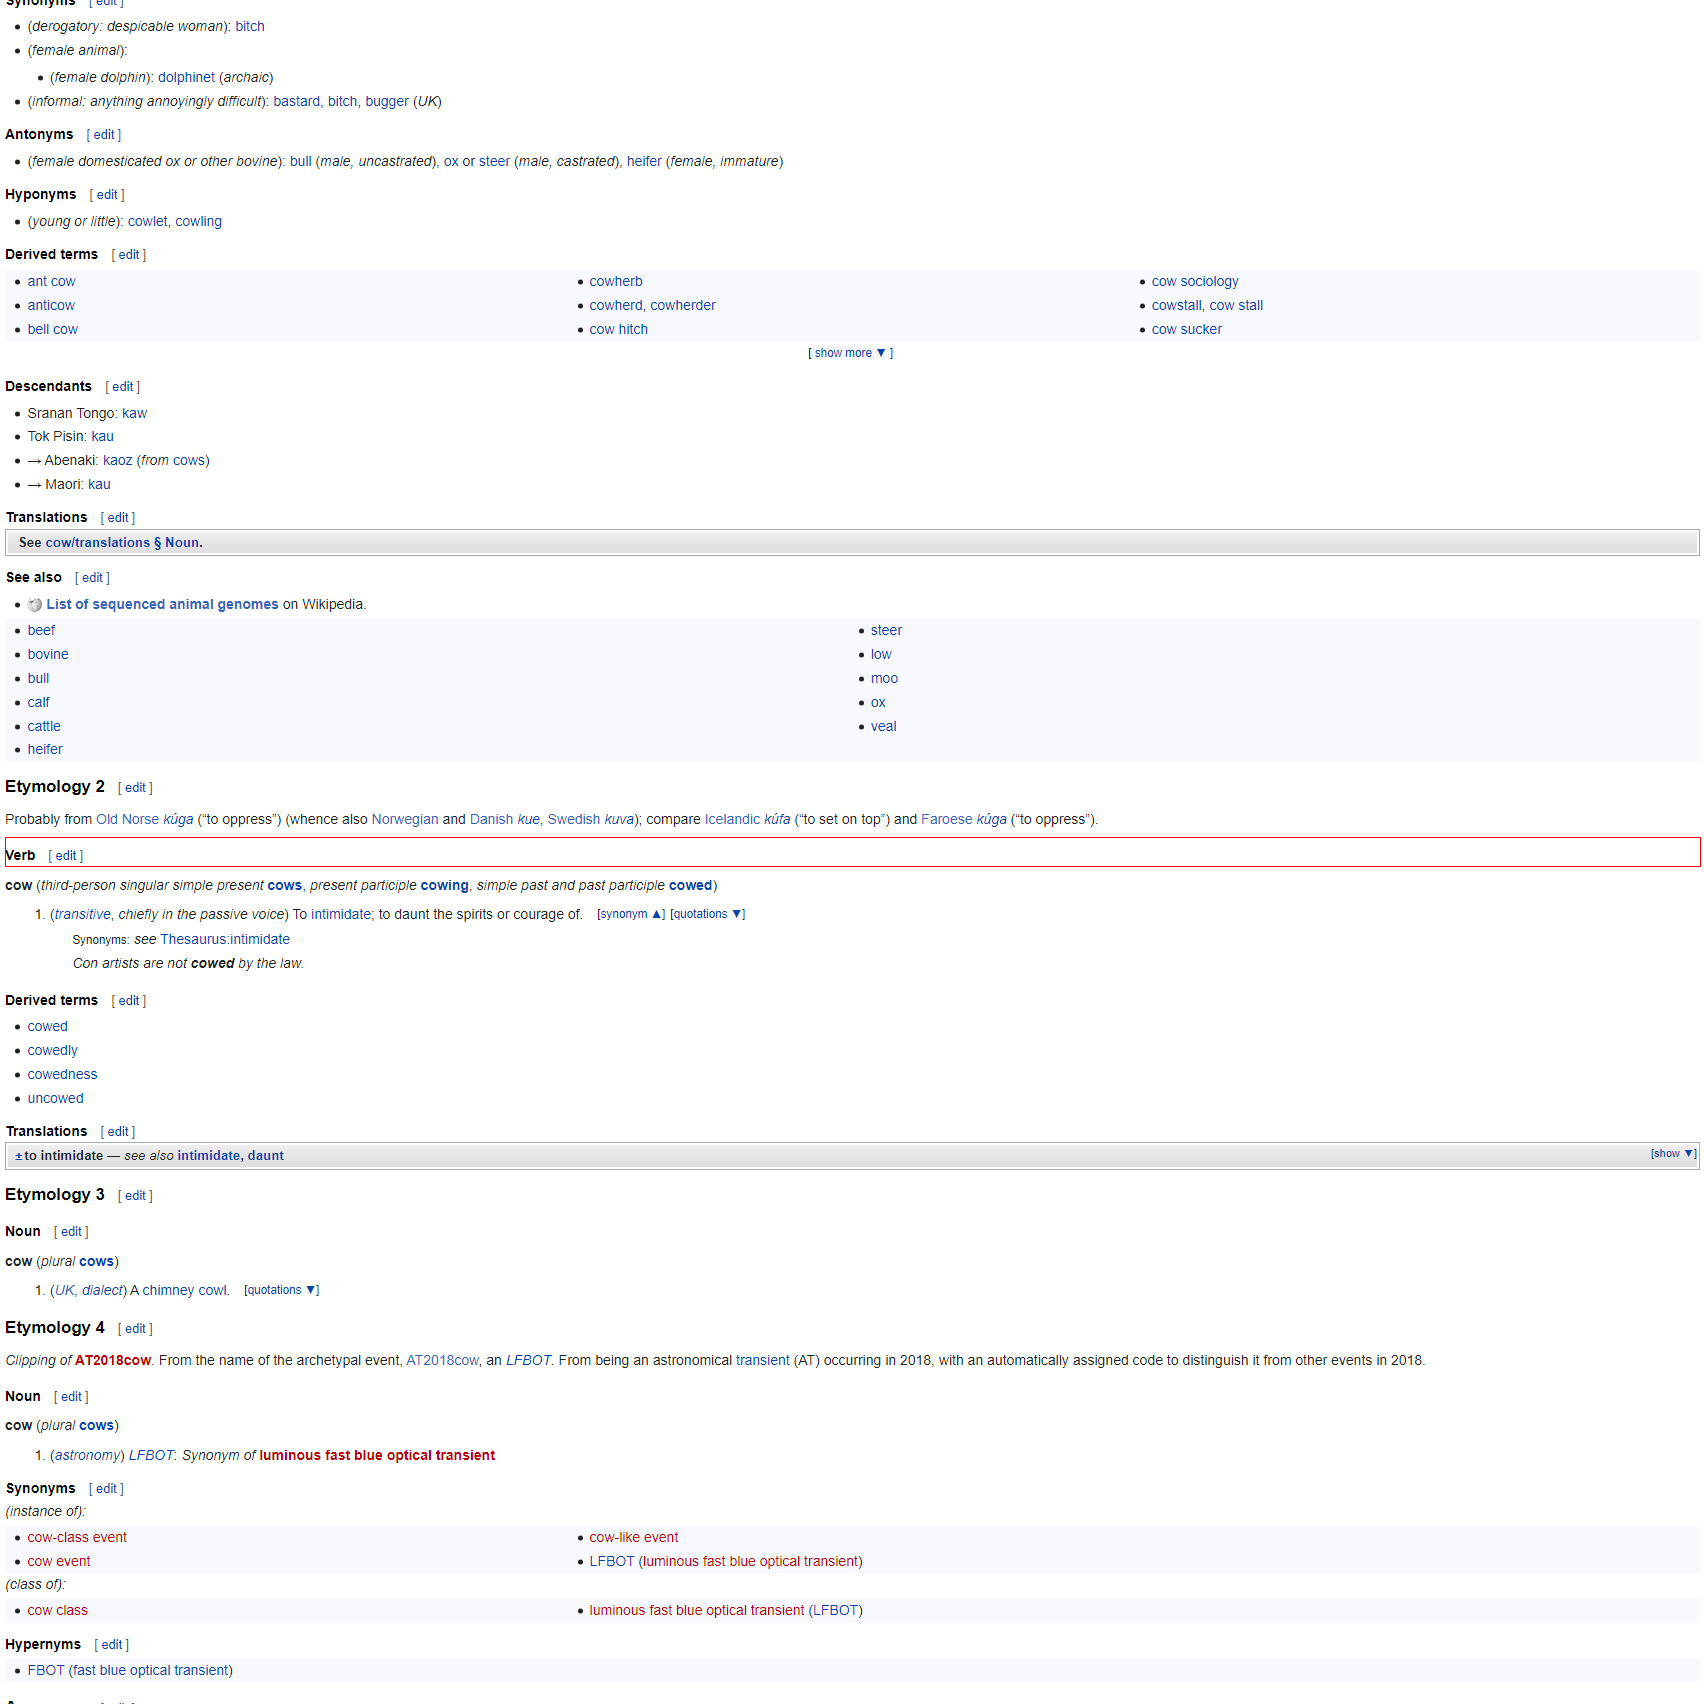 Synonyms [ edit ]
(derogatory: despicable woman): bitch
(female animal):
(female dolphin): dolphinet (archaic)
(informal: anything annoyingly difficult): bastard, bitch, bugger (UK)
Antonyms [ edit ]
(female domesticated ox or other bovine): bull (male, uncastrated), ox or steer (male, castrated), heifer (female, immature)
Hyponyms [ edit ]
(young or little): cowlet, cowling
Derived terms [ edit ]
ant cow
anticow
bell cow
cowherb
cowherd, cowherder
cow hitch
cow sociology
cowstall, cow stall
cow sucker
[ show more ▼ ]
Descendants [ edit ]
Sranan Tongo: kaw
Tok Pisin: kau
→ Abenaki: kaoz (from cows)
→ Maori: kau
Translations [ edit ]
See cow/translations § Noun.
See also [ edit ]
List of sequenced animal genomes on Wikipedia.
beef
bovine
bull
calf
cattle
heifer
steer
low
moo
ox
veal
Etymology 2 [ edit ]
Probably from Old Norse kúga (“to oppress”) (whence also Norwegian and Danish kue, Swedish kuva); compare Icelandic kúfa (“to set on top”) and Faroese kúga (“to oppress”).
Verb [ edit ]
cow (third-person singular simple present cows, present participle cowing, simple past and past participle cowed)
1. (transitive, chiefly in the passive voice) To intimidate; to daunt the spirits or courage of. [synonym ▲] [quotations ▼]
Synonyms: see Thesaurus:intimidate
Con artists are not cowed by the law.
Derived terms [ edit ]
cowed
cowedly
cowedness
uncowed
Translations [ edit ]
± to intimidate — see also intimidate, daunt [show ▼]
Etymology 3 [ edit ]
Noun [ edit ]
cow (plural cows)
1. (UK, dialect) A chimney cowl. [quotations ▼]
Etymology 4 [ edit ]
Clipping of AT2018cow. From the name of the archetypal event, AT2018cow, an LFBOT. From being an astronomical transient (AT) occurring in 2018, with an automatically assigned code to distinguish it from other events in 2018.
Noun [ edit ]
cow (plural cows)
1. (astronomy) LFBOT: Synonym of luminous fast blue optical transient
Synonyms [ edit ]
(instance of):
cow-class event
cow event
cow-like event
LFBOT (luminous fast blue optical transient)
(class of):
cow class
luminous fast blue optical transient (LFBOT)
Hypernyms [ edit ]
FBOT (fast blue optical transient)